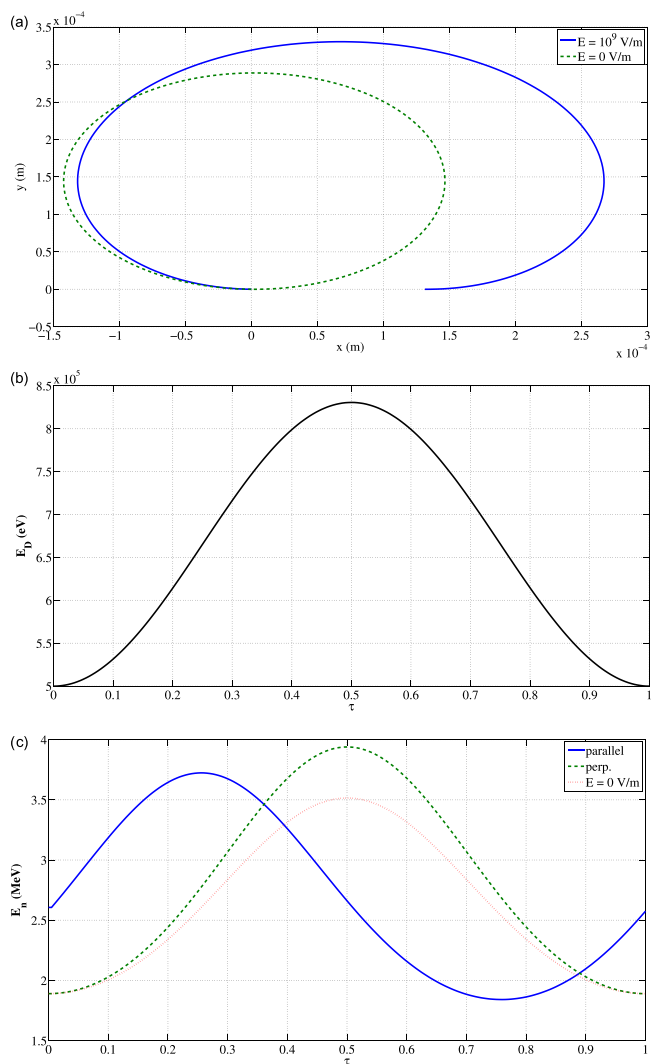 (a)
x 10⁻⁴
3.5
3
2.5
2
1.5
1
0.5
0
−0.5
y (m)
E = 10⁹ V/m
E = 0 V/m
−1.5 −1 −0.5 0 0.5 1 1.5 2 2.5 3
x (m)
x 10⁻⁴
(b)
x 10⁵
8.5
8
7.5
7
6.5
6
5.5
5
E_D (eV)
0 0.1 0.2 0.3 0.4 0.5 0.6 0.7 0.8 0.9 1
τ
(c)
4
3.5
3
2.5
2
1.5
E_n (MeV)
parallel
perp.
E = 0 V/m
0 0.1 0.2 0.3 0.4 0.5 0.6 0.7 0.8 0.9 1
τ